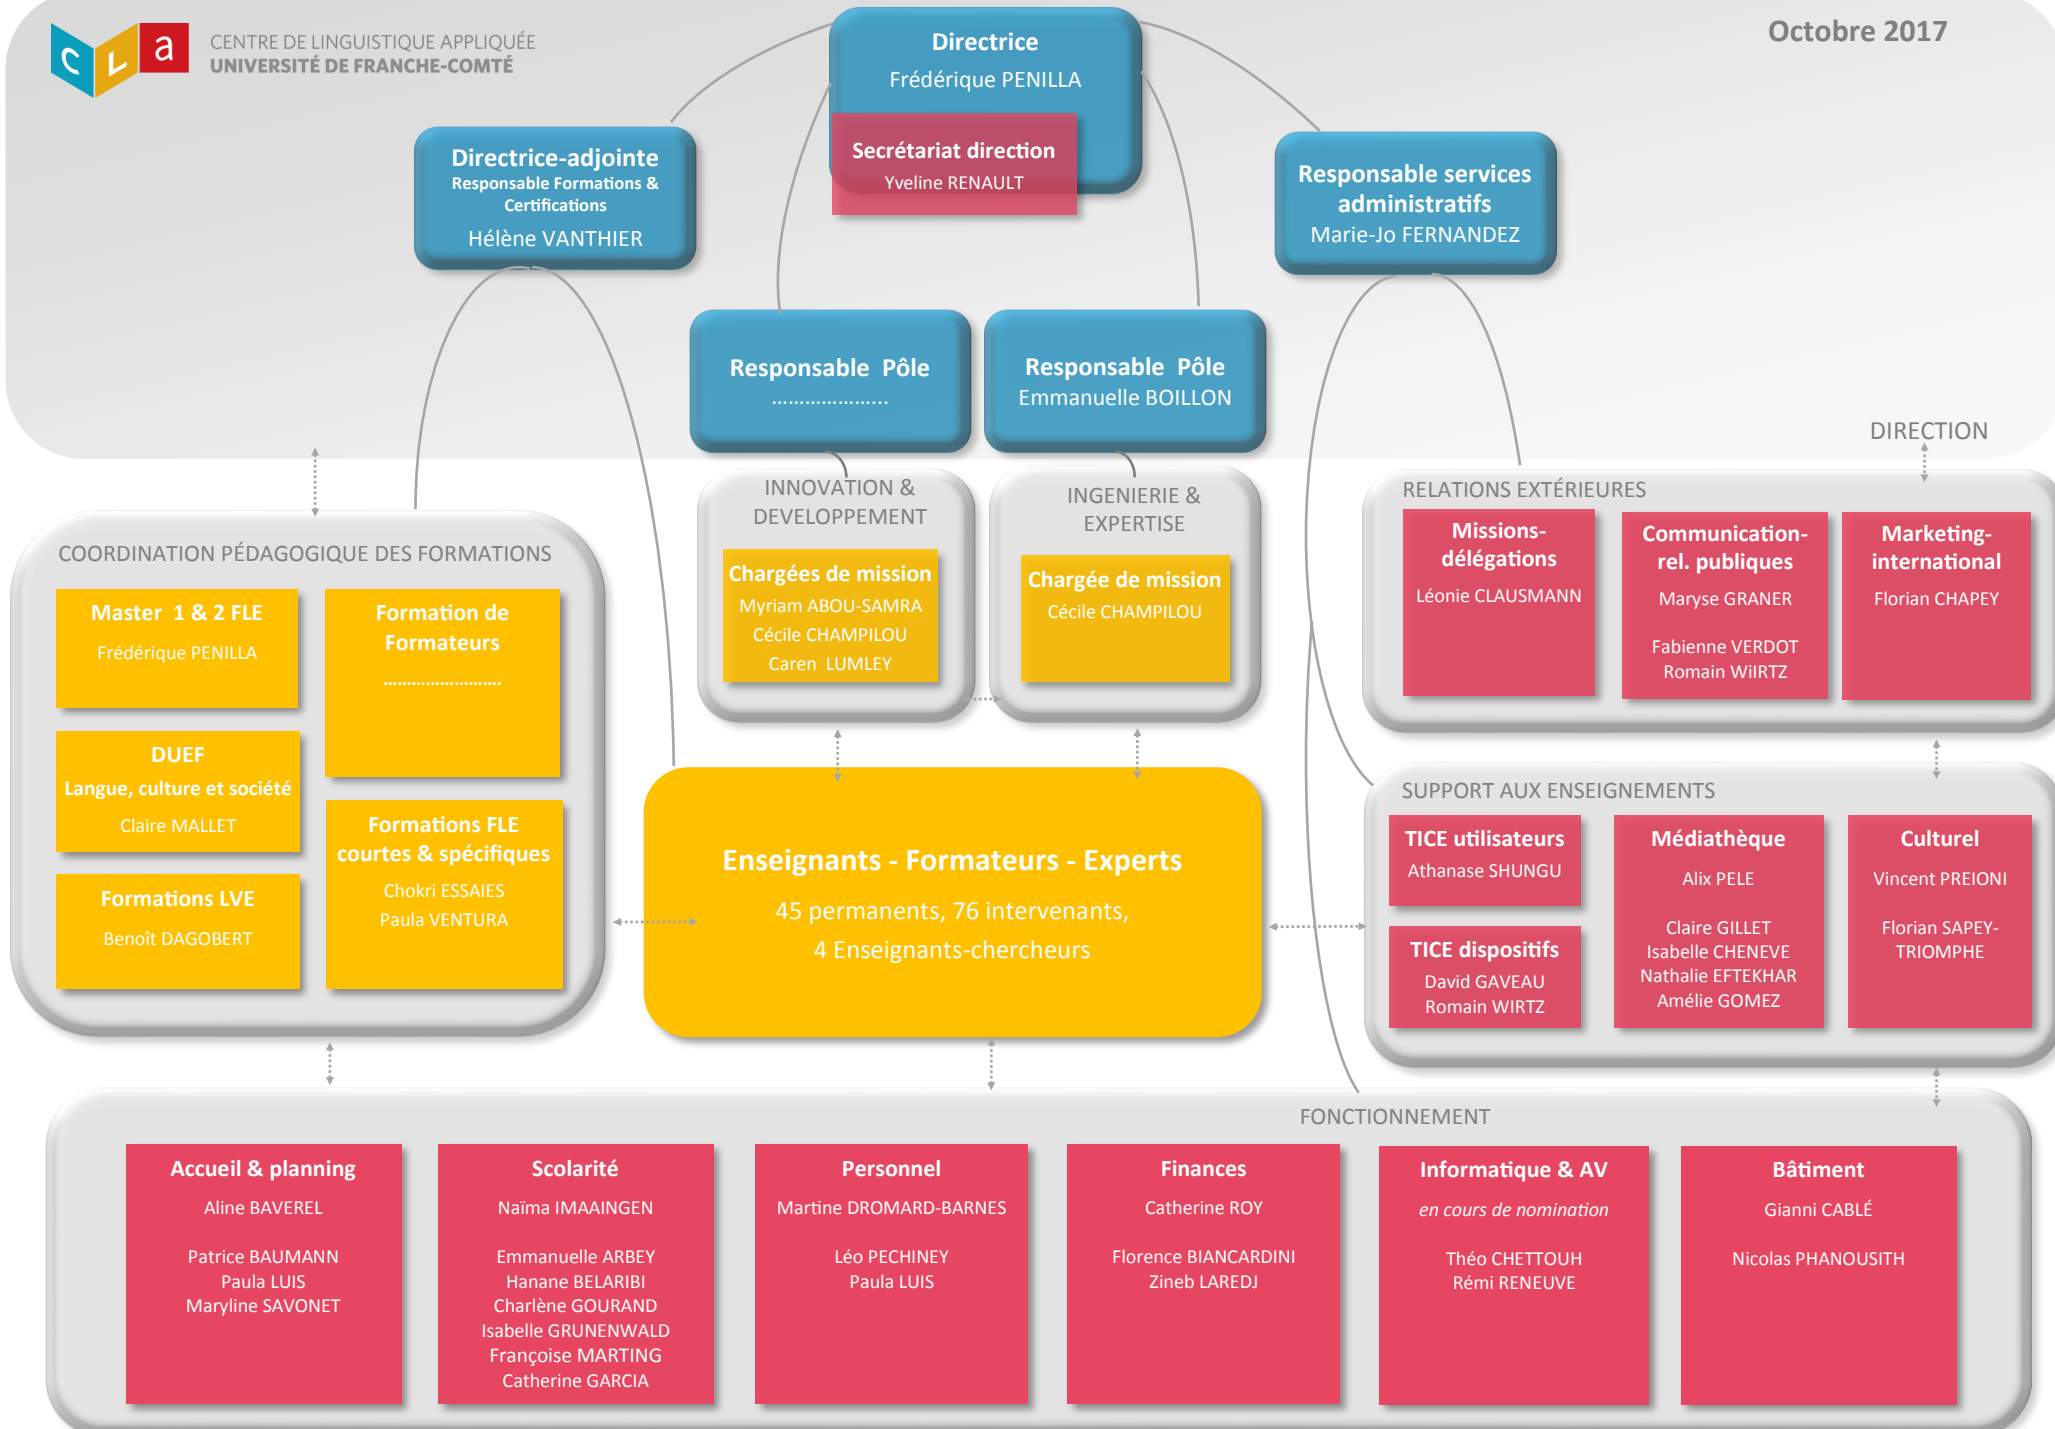 CLa
CENTRE DE LINGUISTIQUE APPLIQUÉE
UNIVERSITÉ DE FRANCHE-COMTÉ
Octobre 2017
Directrice
Frédérique PENILLA
Secrétariat direction
Yveline RENAULT
Directrice-adjointe
Responsable Formations &
Certifications
Hélène VANTHIER
Responsable services
administratifs
Marie-Jo FERNANDEZ
Responsable Pôle
.....................
Responsable Pôle
Emmanuelle BOILLON
DIRECTION
COORDINATION PÉDAGOGIQUE DES FORMATIONS
Master 1 & 2 FLE
Frédérique PENILLA
Formation de
Formateurs
........................
DUEF
Langue, culture et société
Claire MALLET
Formations FLE
courtes & spécifiques
Chokri ESSAIES
Paula VENTURA
Formations LVE
Benoît DAGOBERT
INNOVATION &
DEVELOPPEMENT
Chargées de mission
Myriam ABOU-SAMRA
Cécile CHAMPILOU
Caren LUMLEY
INGENIERIE &
EXPERTISE
Chargée de mission
Cécile CHAMPILOU
Enseignants - Formateurs - Experts
45 permanents, 76 intervenants,
4 Enseignants-chercheurs
RELATIONS EXTÉRIEURES
Missions-
délégations
Léonie CLAUSMANN
Communication-
rel. publiques
Maryse GRANER
Fabienne VERDOT
Romain WiIRTZ
Marketing-
international
Florian CHAPEY
SUPPORT AUX ENSEIGNEMENTS
TICE utilisateurs
Athanase SHUNGU
TICE dispositifs
David GAVEAU
Romain WIRTZ
Médiathèque
Alix PELE
Claire GILLET
Isabelle CHENEVE
Nathalie EFTEKHAR
Amélie GOMEZ
Culturel
Vincent PREIONI
Florian SAPEY-
TRIOMPHE
FONCTIONNEMENT
Accueil & planning
Aline BAVEREL
Patrice BAUMANN
Paula LUIS
Maryline SAVONET
Scolarité
Naïma IMAAINGEN
Emmanuelle ARBEY
Hanane BELARIBI
Charlène GOURAND
Isabelle GRUNENWALD
Françoise MARTING
Catherine GARCIA
Personnel
Martine DROMARD-BARNES
Léo PECHINEY
Paula LUIS
Finances
Catherine ROY
Florence BIANCARDINI
Zineb LAREDJ
Informatique & AV
en cours de nomination
Théo CHETTOUH
Rémi RENEUVE
Bâtiment
Gianni CABLÉ
Nicolas PHANOUSITH